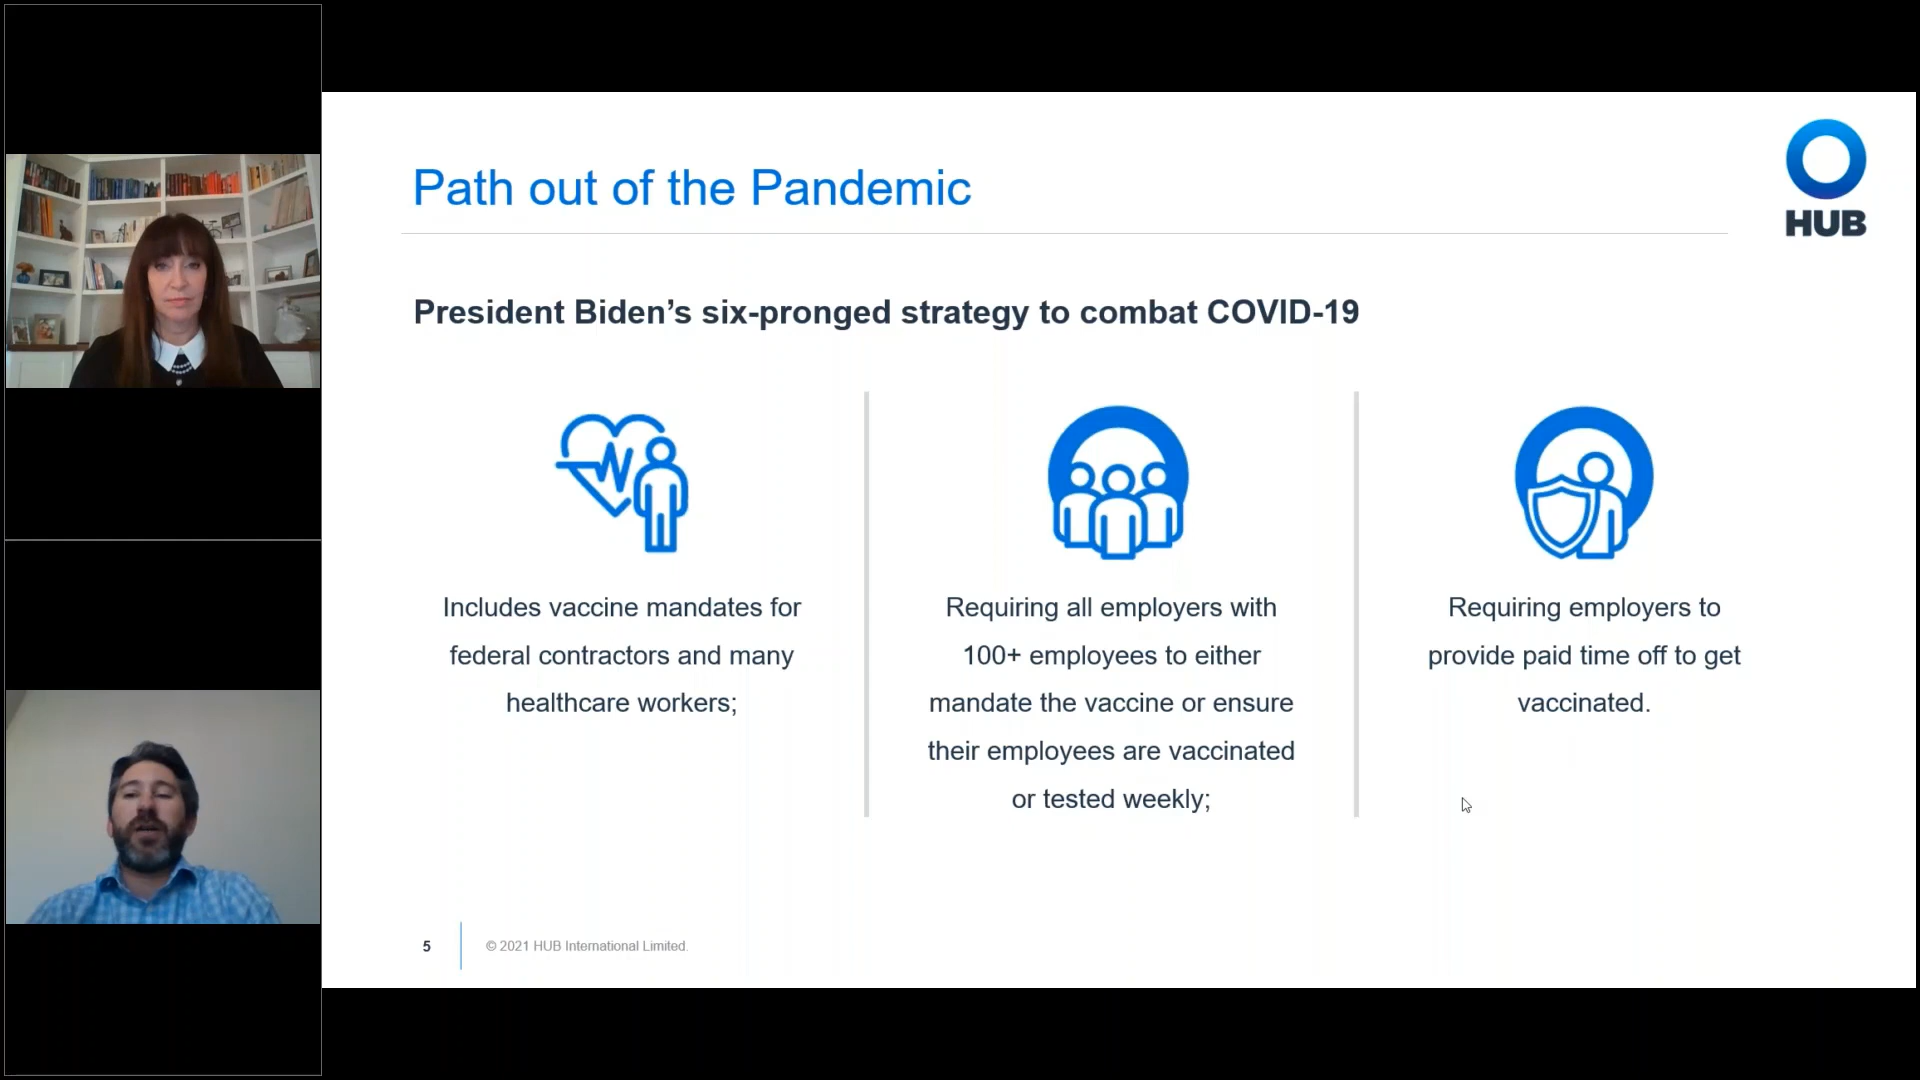 Path out of the Pandemic
HUB
President Biden’s six-pronged strategy to combat COVID-19
Includes vaccine mandates for
federal contractors and many
healthcare workers;
Requiring all employers with
100+ employees to either
mandate the vaccine or ensure
their employees are vaccinated
or tested weekly;
Requiring employers to
provide paid time off to get
vaccinated.
5
© 2021 HUB International Limited.